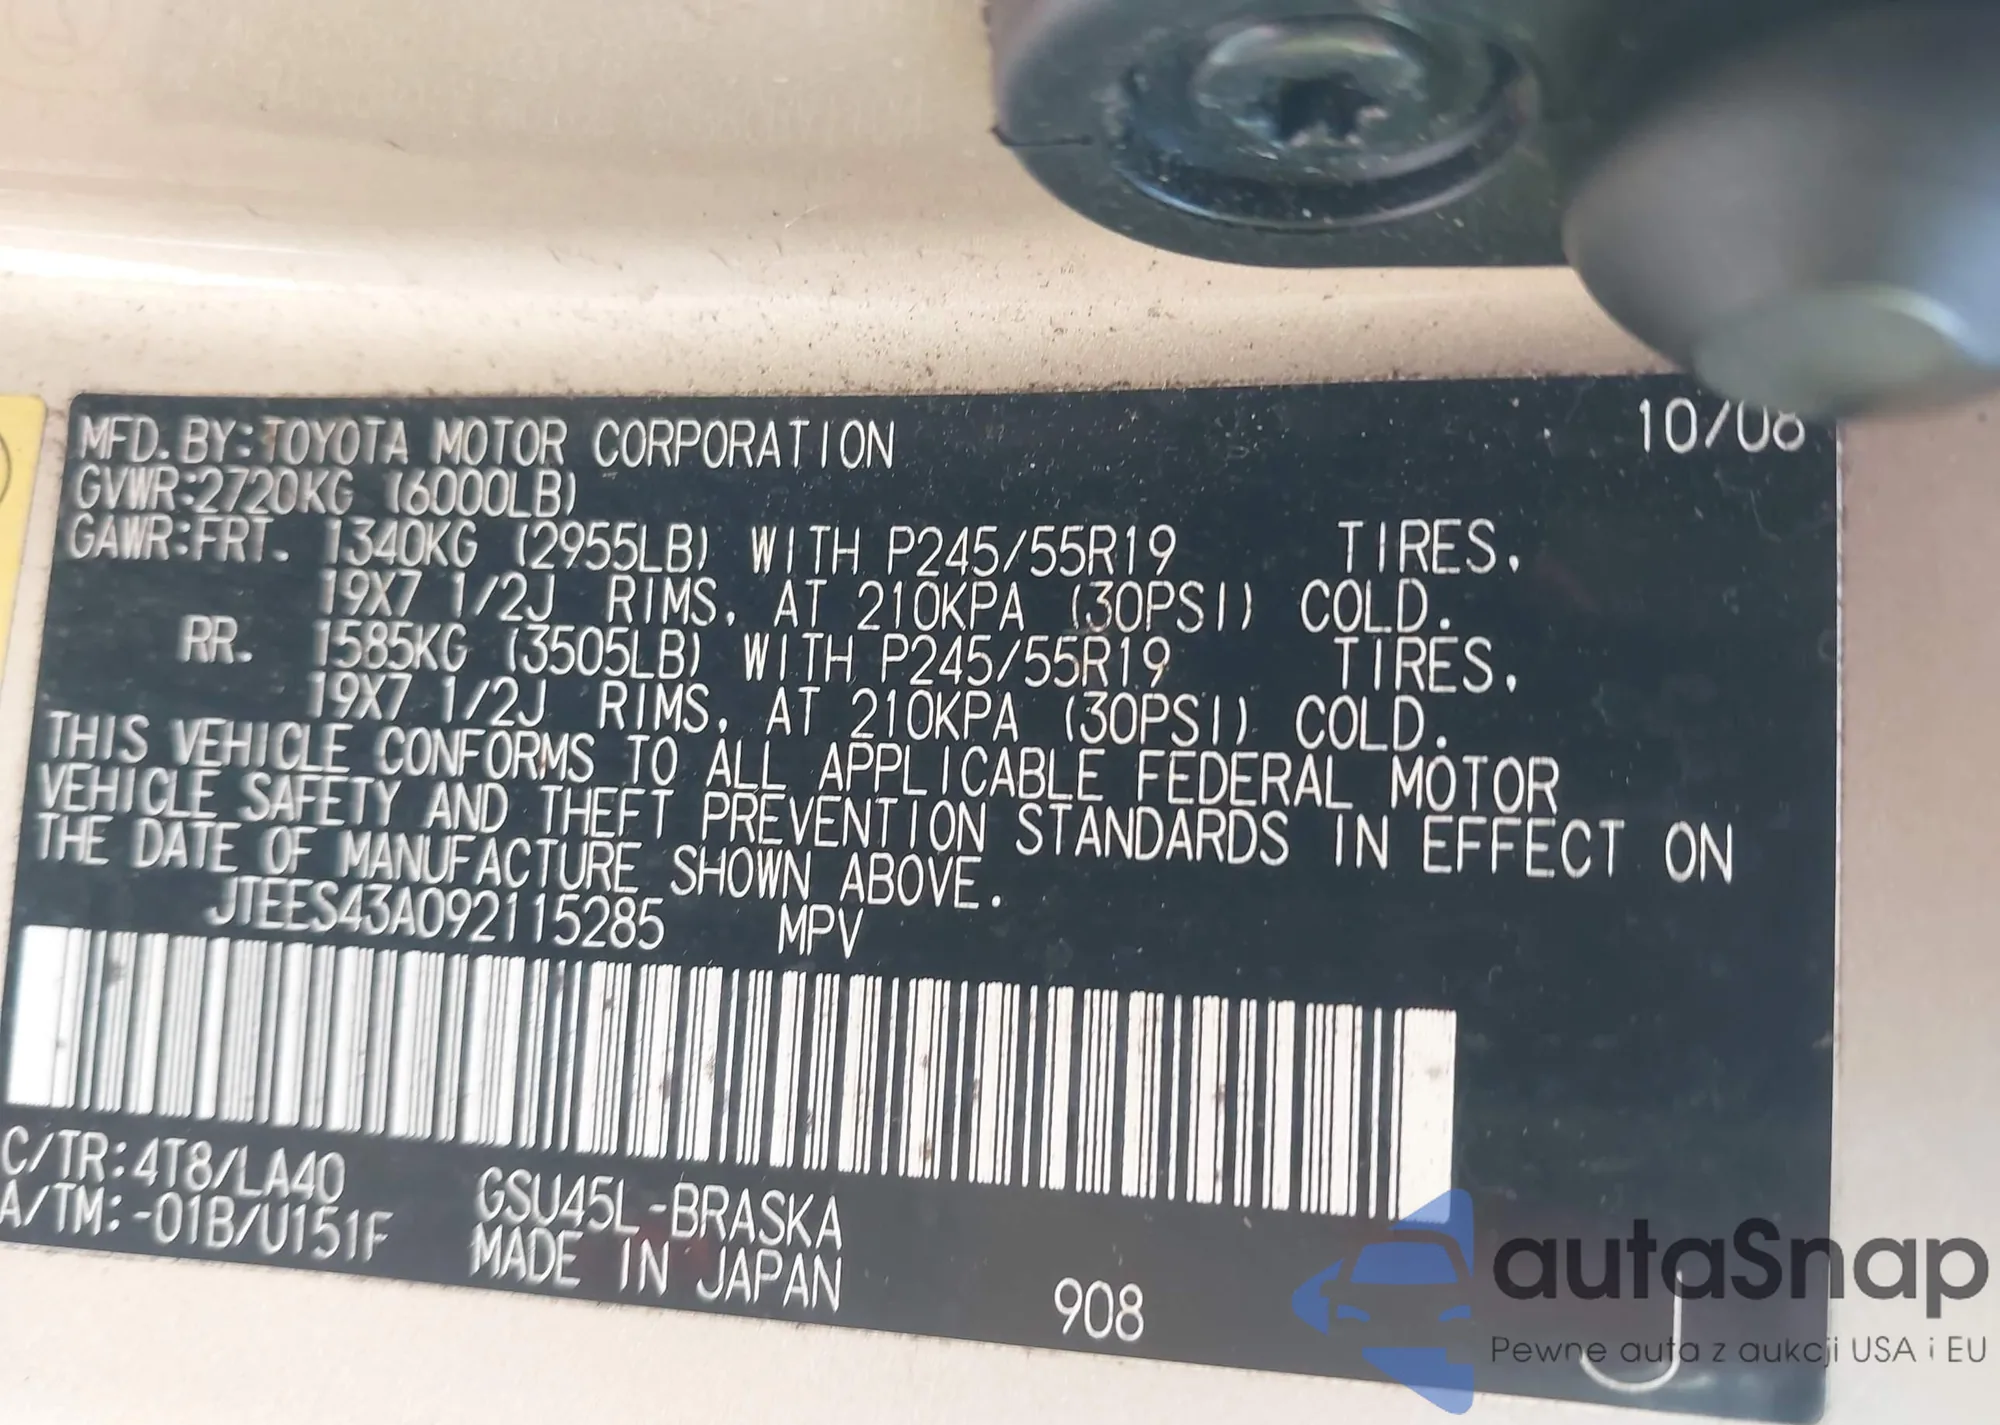 10/08
MFD. BY:TOYOTA MOTOR CORPORATION
GVWR:2720KG (6000LB)
GAWR:FRT. 1340KG (2955LB) WITH P245/55R19 TIRES,
19X7 1/2J RIMS, AT 210KPA (30PSI) COLD.
RR. 1585KG (3505LB) WITH P245/55R19 TIRES,
19X7 1/2J RIMS, AT 210KPA (30PSI) COLD.
THIS VEHICLE CONFORMS TO ALL APPLICABLE FEDERAL MOTOR
VEHICLE SAFETY AND THEFT PREVENTION STANDARDS IN EFFECT ON
THE DATE OF MANUFACTURE SHOWN ABOVE.
JTEES43A092115285 MPV
C/TR:4T8/LA40 GSU45L-BRASKA
A/TM:-01B/U151F MADE IN JAPAN
908
J
autaSnap
Pewne auta z aukcji USA i EU